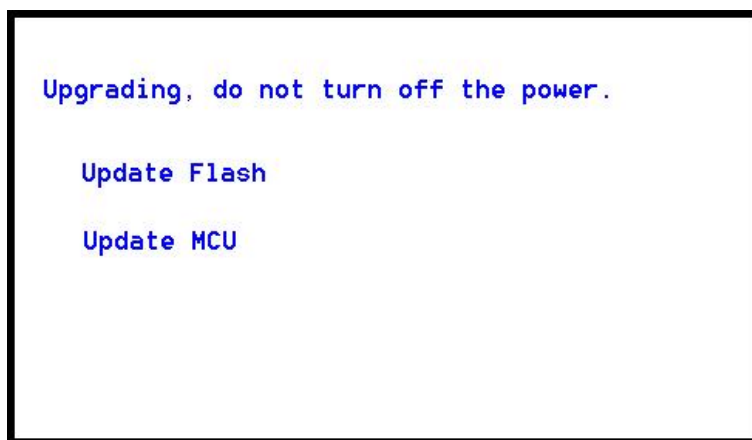 Upgrading, do not turn off the power.
Update Flash
Update MCU